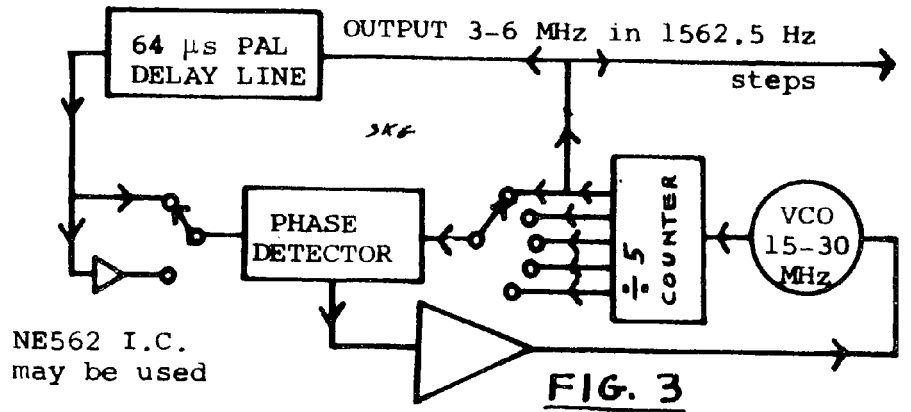 64 µs PAL
DELAY LINE
OUTPUT 3-6 MHz in 1562.5 Hz
steps
PHASE
DETECTOR
÷ 5
COUNTER
VCO
15-30
MHz
NE562 I.C.
may be used
FIG. 3